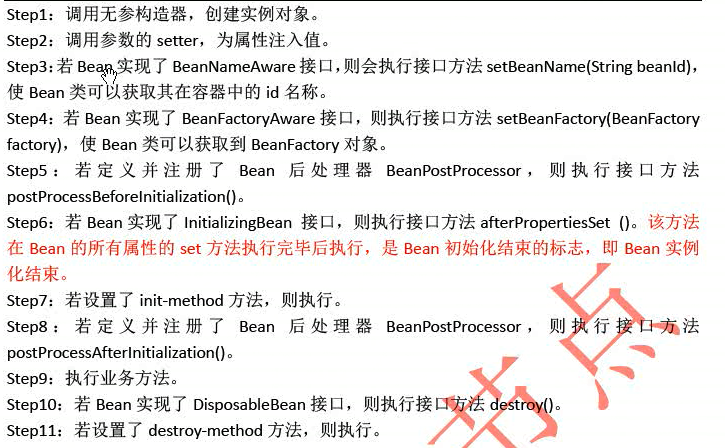 Step1：调用无参构造器，创建实例对象。
Step2：调用参数的 setter，为属性注入值。
Step3：若 Bean 实现了 BeanNameAware 接口，则会执行接口方法 setBeanName(String beanId)，
使 Bean 类可以获取其在容器中的 id 名称。
Step4：若 Bean 实现了 BeanFactoryAware 接口，则执行接口方法 setBeanFactory(BeanFactory
factory)，使 Bean 类可以获取到 BeanFactory 对象。
Step5：若定义并注册了 Bean 后处理器 BeanPostProcessor，则执行接口方法
postProcessBeforeInitialization()。
Step6：若 Bean 实现了 InitializingBean 接口，则执行接口方法 afterPropertiesSet ()。该方法
在 Bean 的所有属性的 set 方法执行完毕后执行，是 Bean 初始化结束的标志，即 Bean 实例
化结束。
Step7：若设置了 init-method 方法，则执行。
Step8：若定义并注册了 Bean 后处理器 BeanPostProcessor，则执行接口方法
postProcessAfterInitialization()。
Step9：执行业务方法。
Step10：若 Bean 实现了 DisposableBean 接口，则执行接口方法 destroy()。
Step11：若设置了 destroy-method 方法，则执行。
节点